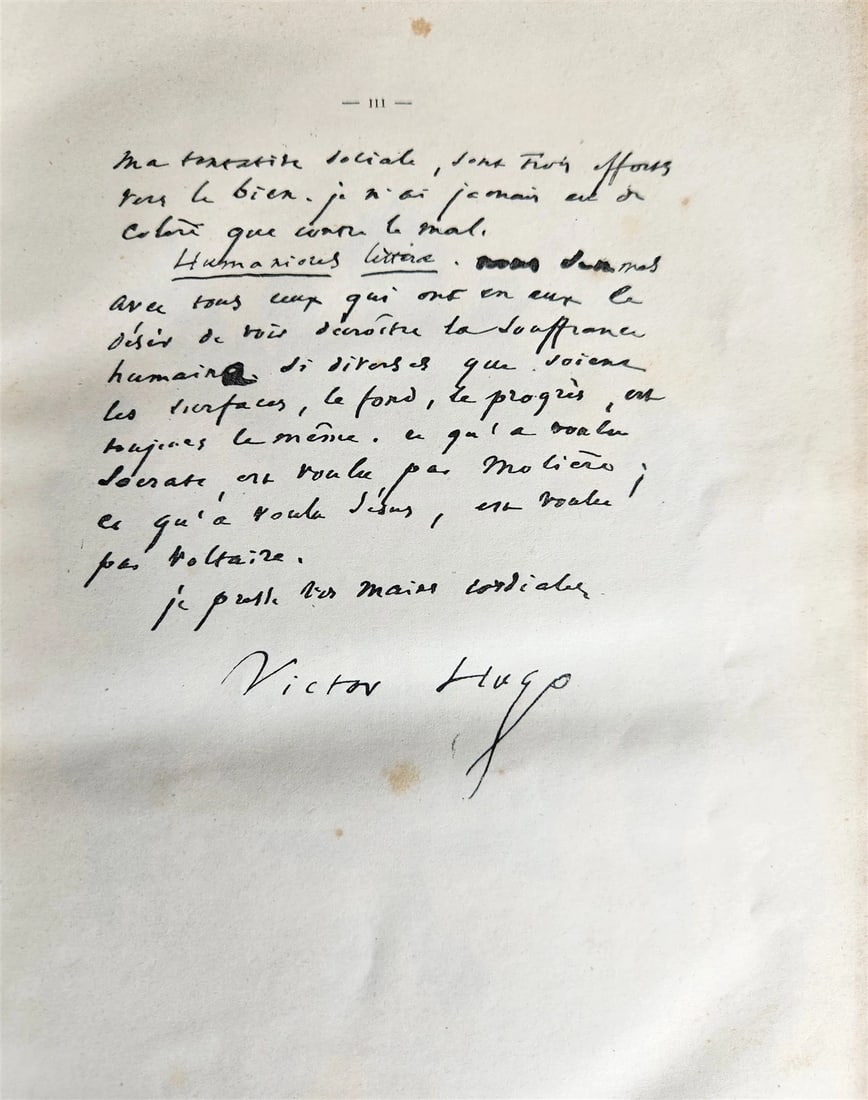 — III —
ma tentative sociale, sont trois efforts
vers le bien. je n'ai jamais eu de
colère que contre le mal.
Humaniores litterae. nous sommes
avec tous ceux qui ont en eux le
désir de voir décroître la souffrance
humaine. Si diverses que soient
les surfaces, le fond, le progrès, est
toujours le même. ce qu'a voulu
Socrate, est voulu par Molière ;
ce qu'a voulu Jésus, est voulu
par Voltaire.
je presse vos mains cordiales.
Victor Hugo